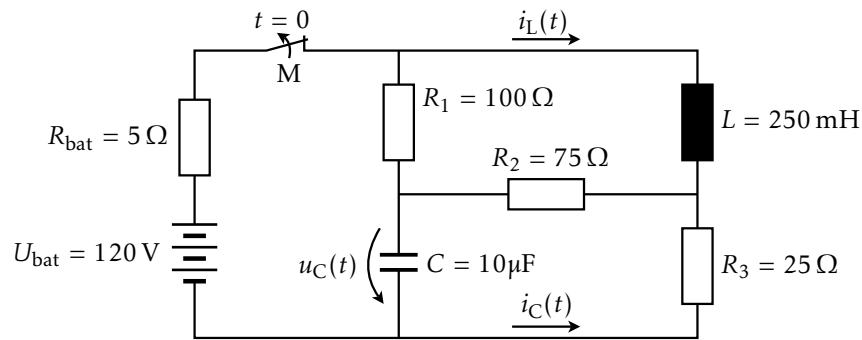 t = 0
i_L(t)
M
R_1 = 100 Ω
R_bat = 5 Ω
L = 250 mH
R_2 = 75 Ω
U_bat = 120 V
u_C(t)
C = 10µF
R_3 = 25 Ω
i_C(t)